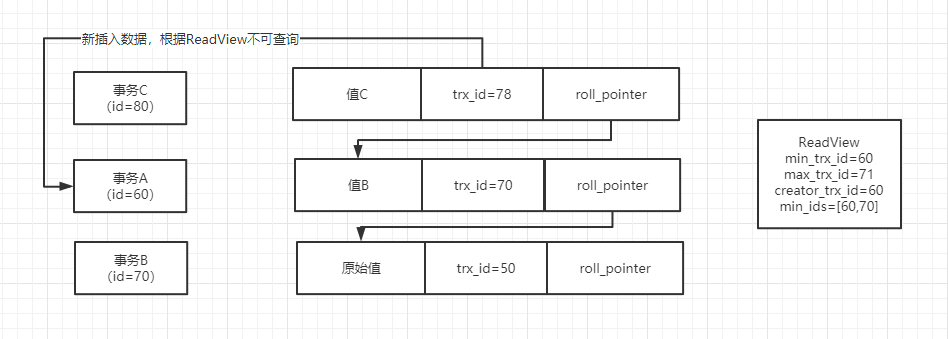 新插入数据，根据ReadView不可查询
事务C
（id=80）
值C
trx_id=78
roll_pointer
事务A
（id=60）
值B
trx_id=70
roll_pointer
ReadView
min_trx_id=60
max_trx_id=71
creator_trx_id=60
min_ids=[60,70]
事务B
（id=70）
原始值
trx_id=50
roll_pointer